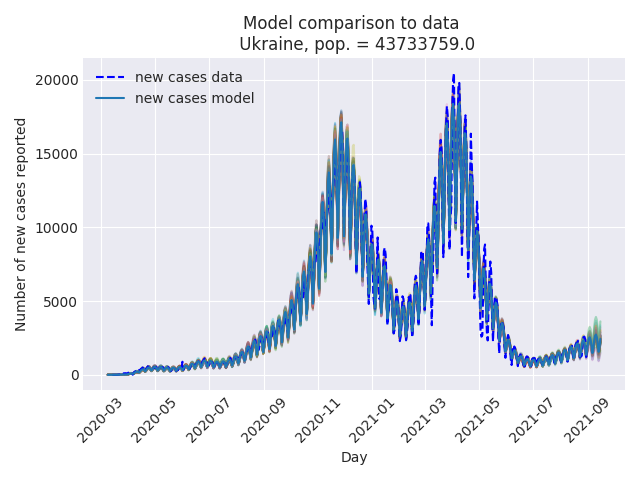 Model comparison to data
Ukraine, pop. = 43733759.0
new cases data
new cases model
Number of new cases reported
20000
15000
10000
5000
0
2020-03
2020-05
2020-07
2020-09
2020-11
2021-01
2021-03
2021-05
2021-07
2021-09
Day